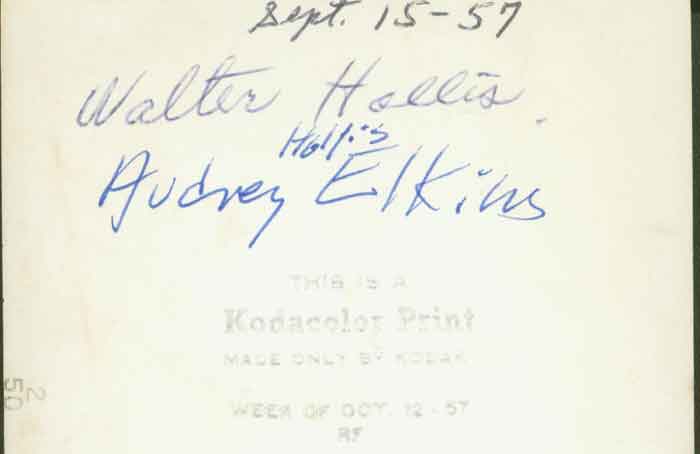 Sept. 15-57
Walter Hollis.
Hollis
Audrey Elkins
THIS IS A
Kodacolor Print
MADE ONLY BY KODAK
WEEK OF OCT. 12-57
RF
2
50